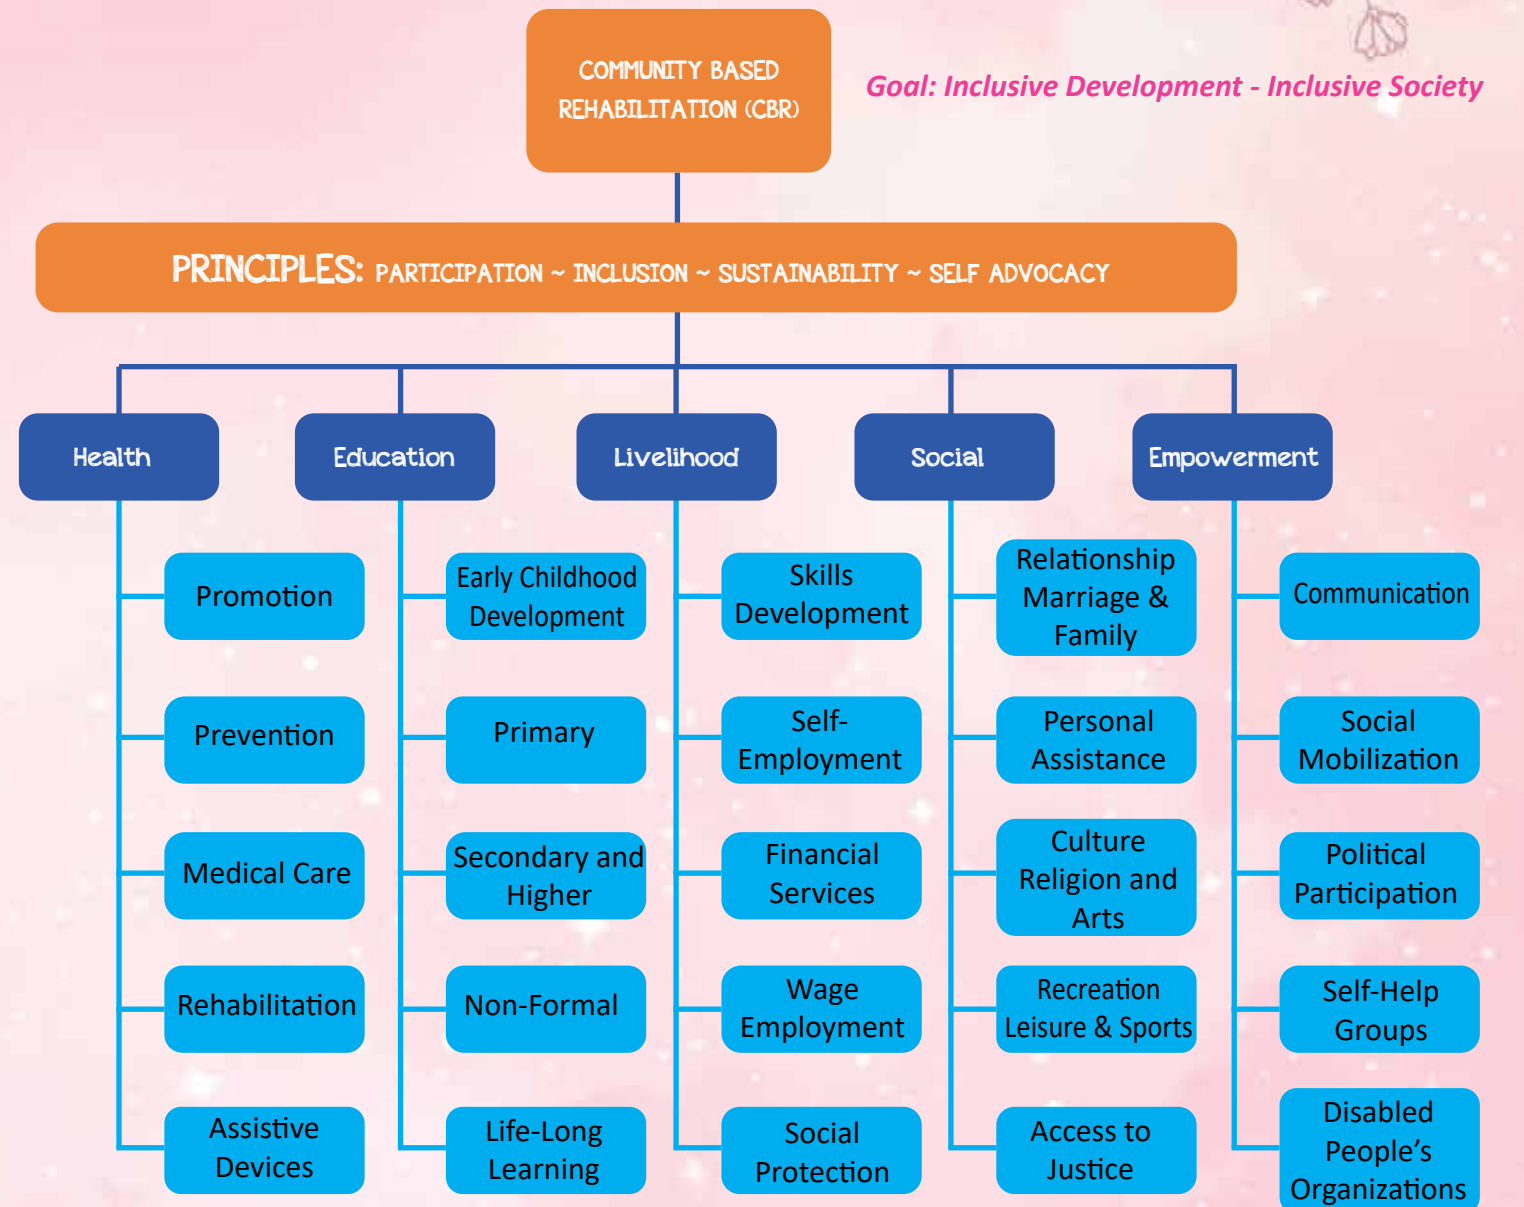 COMMUNITY BASED
REHABILITATION (CBR)
Goal: Inclusive Development - Inclusive Society
PRINCIPLES: PARTICIPATION ~ INCLUSION ~ SUSTAINABILITY ~ SELF ADVOCACY
Health
Promotion
Prevention
Medical Care
Rehabilitation
Assistive
Devices
Education
Early Childhood
Development
Primary
Secondary and
Higher
Non-Formal
Life-Long
Learning
Livelihood
Skills
Development
Self-
Employment
Financial
Services
Wage
Employment
Social
Protection
Social
Relationship
Marriage &
Family
Personal
Assistance
Culture
Religion and
Arts
Recreation
Leisure & Sports
Access to
Justice
Empowerment
Communication
Social
Mobilization
Political
Participation
Self-Help
Groups
Disabled
People’s
Organizations